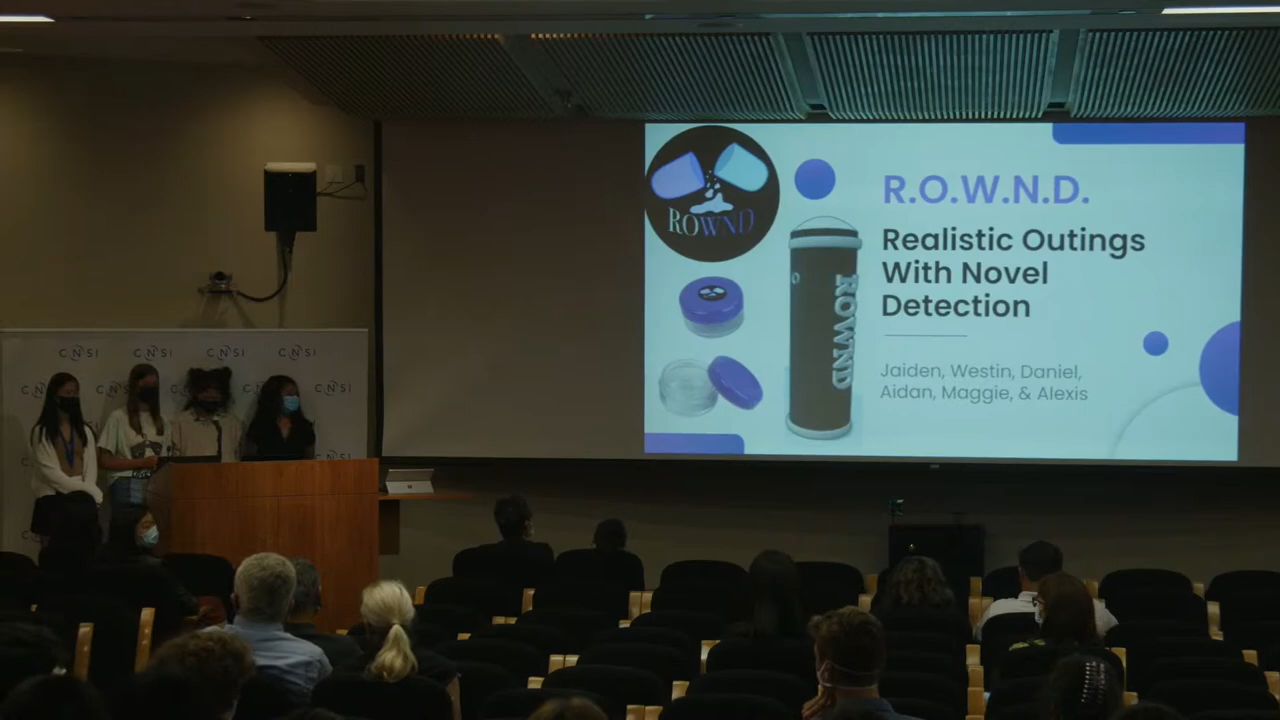 R.O.W.N.D.
Realistic Outings
With Novel
Detection
Jaiden, Westin, Daniel,
Aidan, Maggie, & Alexis
ROWND
ROWND
CNSI CNSI CNSI CNSI
CNSI
CNSI